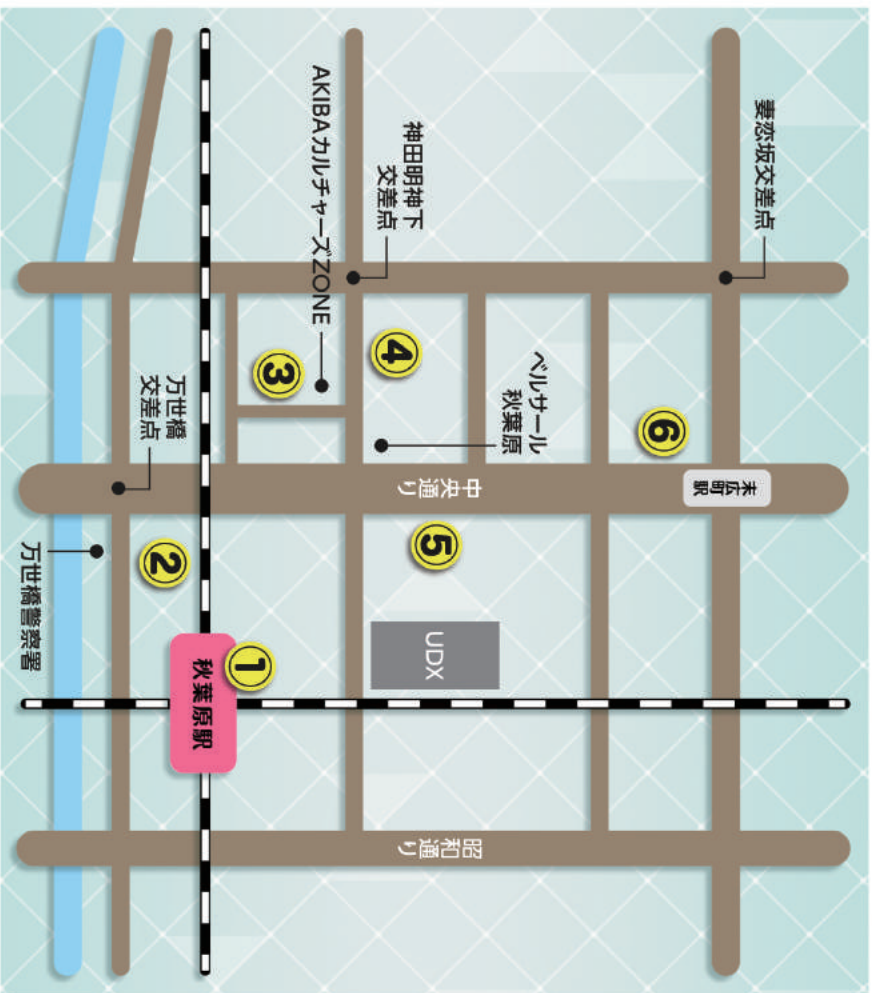 妻恋坂交差点
末広町駅
⑥
ベルサール
秋葉原
中央通り
昭和通り
UDX
⑤
神田明神下
交差点
④
AKIBAカルチャーズZONE
③
①
秋葉原駅
②
万世橋
交差点
万世橋警察署